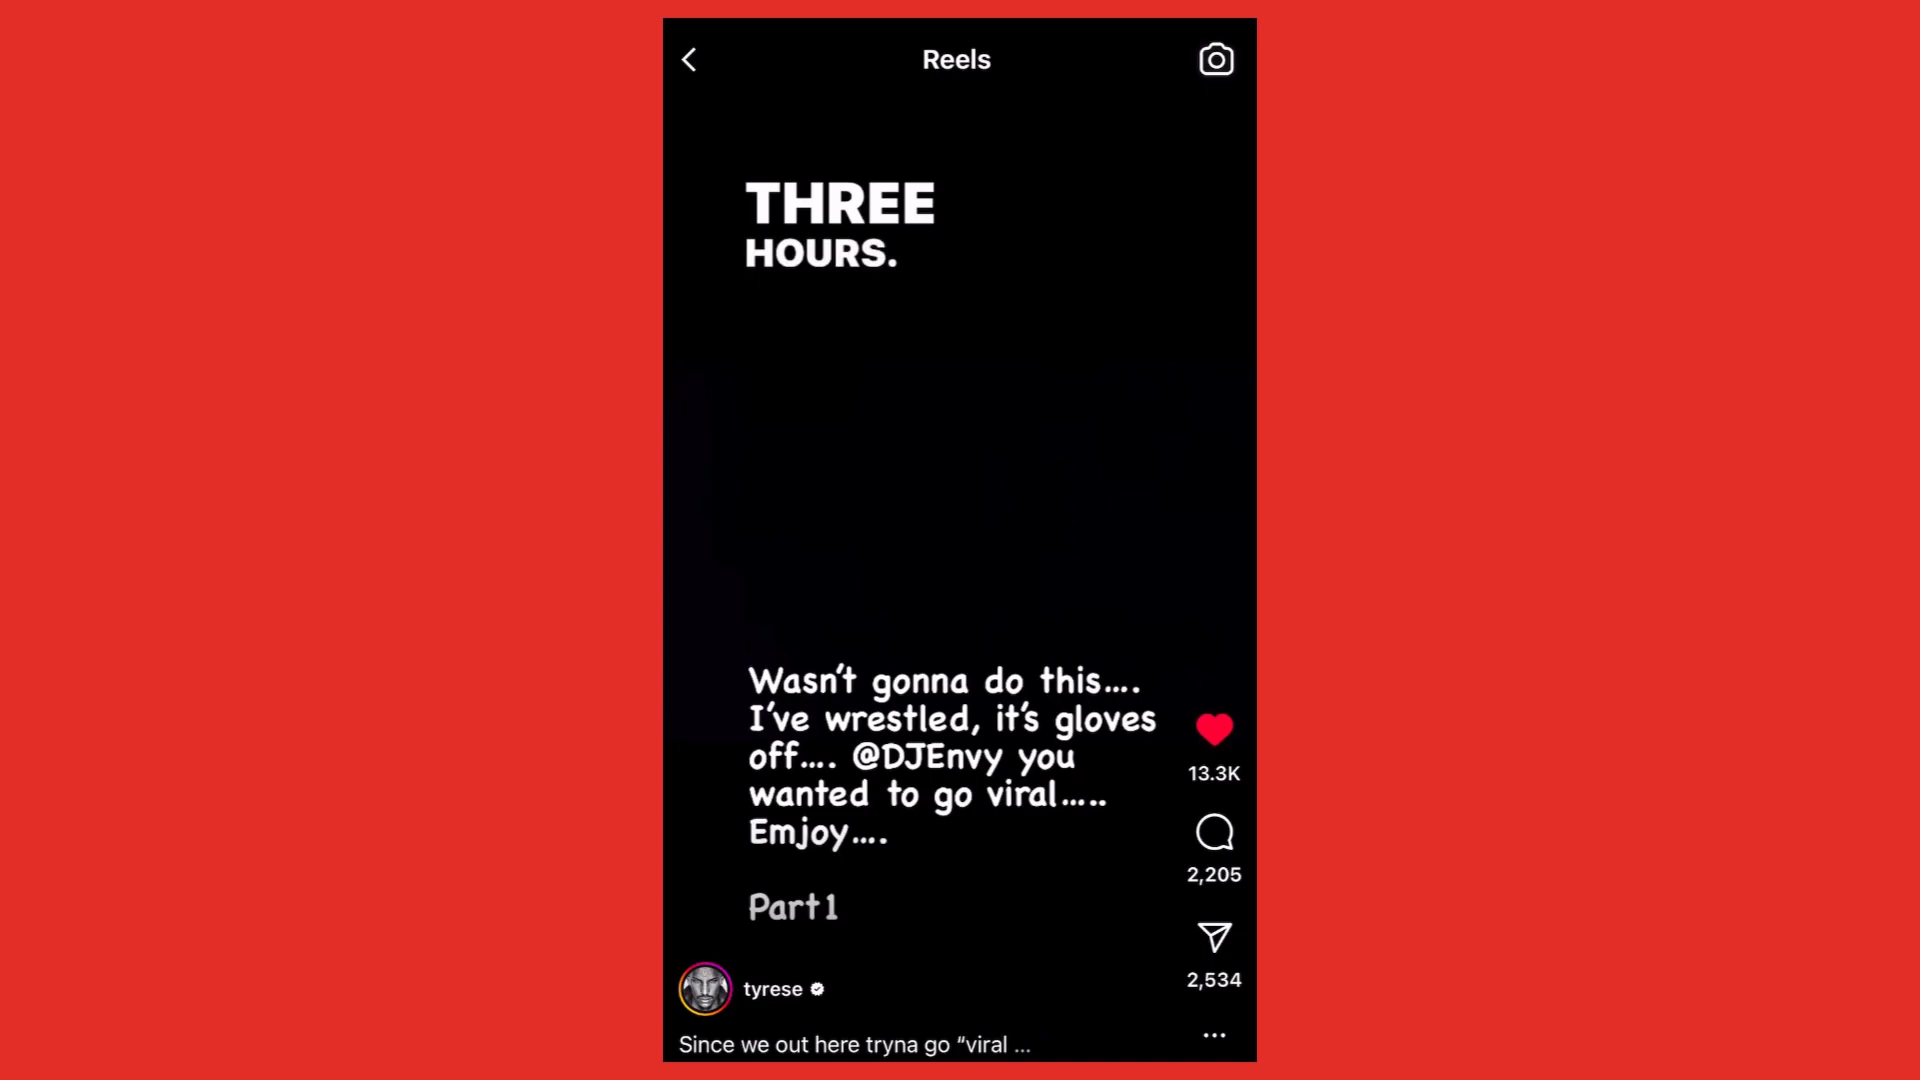 Reels
THREE
HOURS.
Wasn't gonna do this....
I've wrestled, it's gloves
off.... @DJEnvy you
wanted to go viral.....
Emjoy....
Part 1
13.3K
2,205
2,534
tyrese
Since we out here tryna go “viral ...